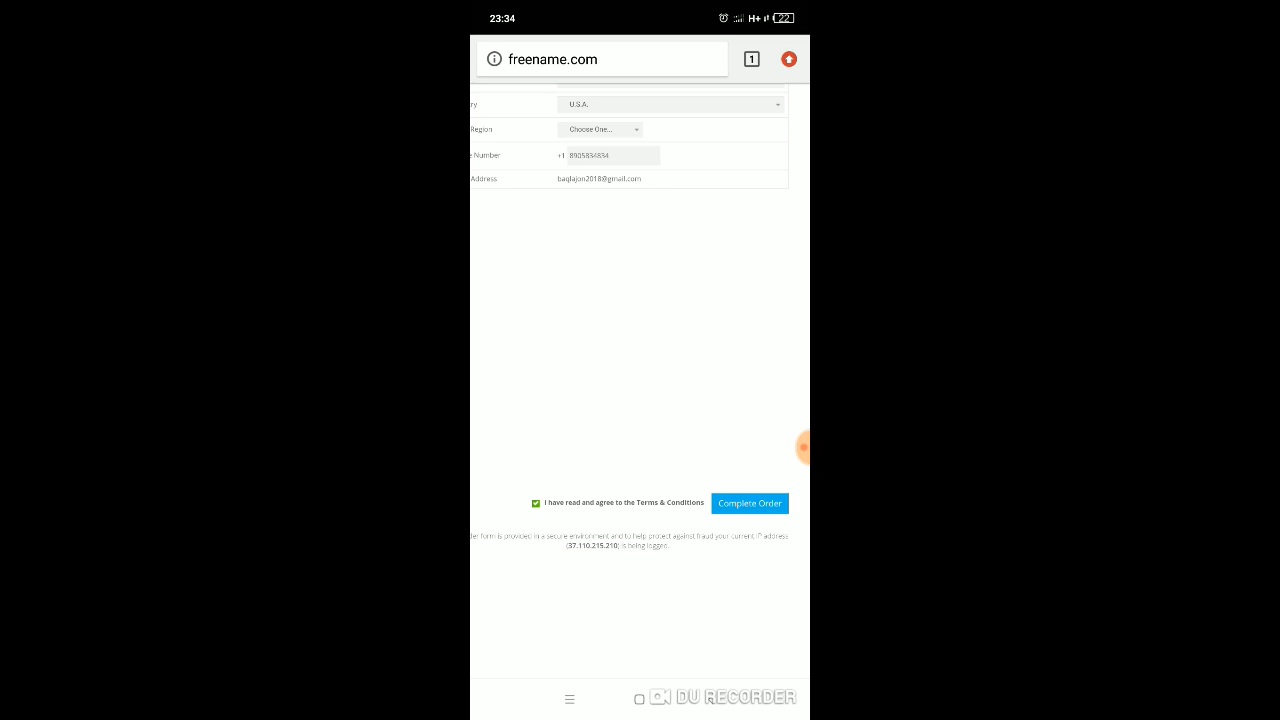 23:34
H+
22
freename.com
1
ry
U.S.A.
Region
Choose One...
e Number
+1 8905834834
Address
baqlajon2018@gmail.com
I have read and agree to the Terms & Conditions
Complete Order
der form is provided in a secure environment and to help protect against fraud your current IP address
(37.110.215.210) is being logged.
DU RECORDER